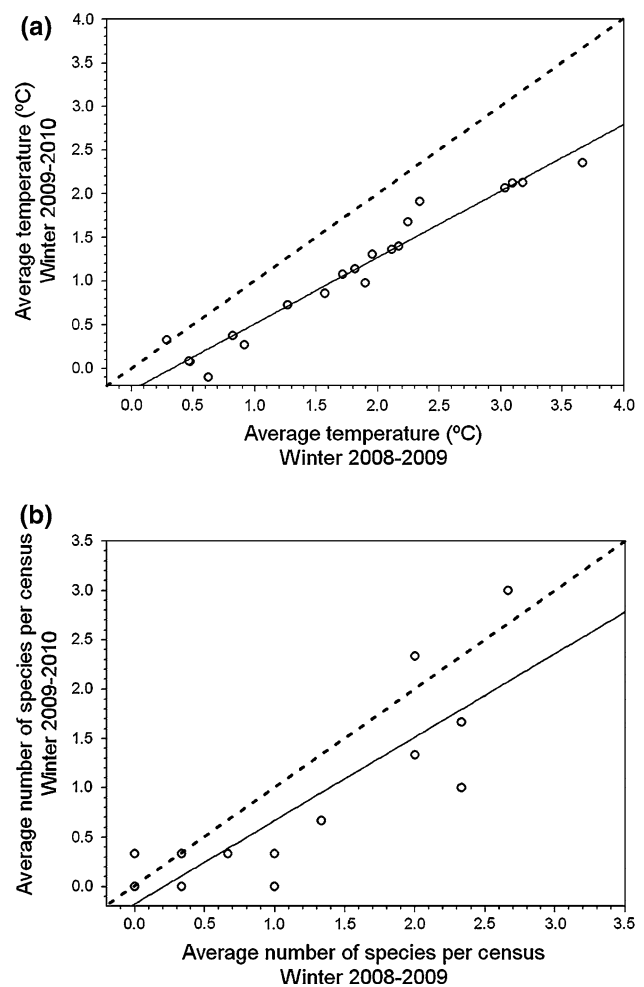 (a)
Average temperature (ºC)
Winter 2009-2010
4.0
3.5
3.0
2.5
2.0
1.5
1.0
0.5
0.0
0.0 0.5 1.0 1.5 2.0 2.5 3.0 3.5 4.0
Average temperature (ºC)
Winter 2008-2009
(b)
Average number of species per census
Winter 2009-2010
3.5
3.0
2.5
2.0
1.5
1.0
0.5
0.0
0.0 0.5 1.0 1.5 2.0 2.5 3.0 3.5
Average number of species per census
Winter 2008-2009